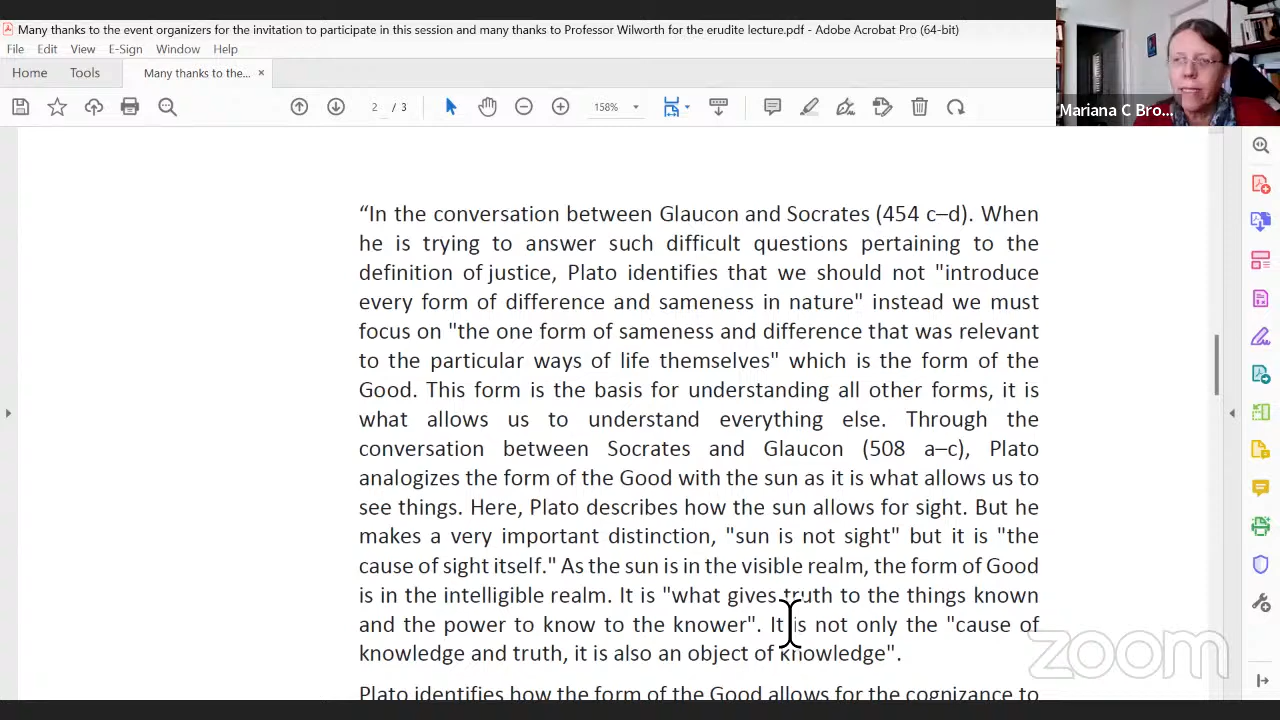 Many thanks to the event organizers for the invitation to participate in this session and many thanks to Professor Wilworth for the erudite lecture.pdf - Adobe Acrobat Pro (64-bit)
File Edit View E-Sign Window Help
Home Tools Many thanks to the... ×
2 / 3 158%
Mariana C Bro...
“In the conversation between Glaucon and Socrates (454 c–d). When
he is trying to answer such difficult questions pertaining to the
definition of justice, Plato identifies that we should not "introduce
every form of difference and sameness in nature" instead we must
focus on "the one form of sameness and difference that was relevant
to the particular ways of life themselves" which is the form of the
Good. This form is the basis for understanding all other forms, it is
what allows us to understand everything else. Through the
conversation between Socrates and Glaucon (508 a–c), Plato
analogizes the form of the Good with the sun as it is what allows us to
see things. Here, Plato describes how the sun allows for sight. But he
makes a very important distinction, "sun is not sight" but it is "the
cause of sight itself." As the sun is in the visible realm, the form of Good
is in the intelligible realm. It is "what gives truth to the things known
and the power to know to the knower". It is not only the "cause of
knowledge and truth, it is also an object of knowledge".
Plato identifies how the form of the Good allows for the cognizance to
zoom